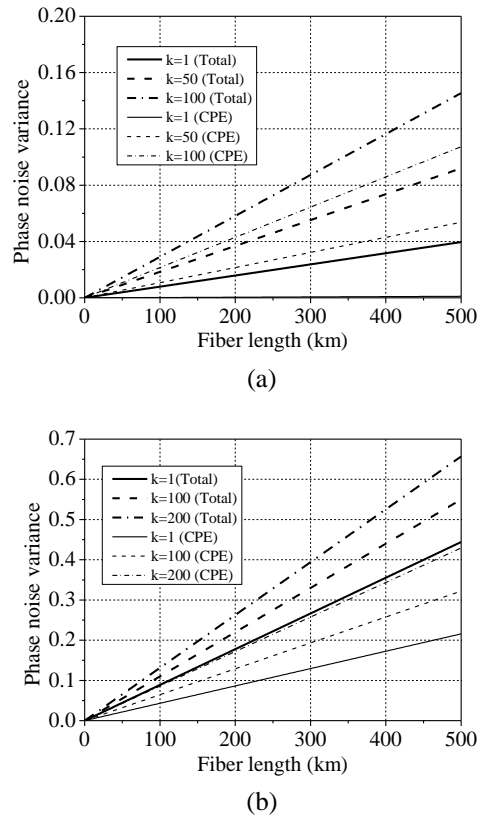 0.20
0.16
0.12
0.08
0.04
0.00
Phase noise variance
k=1 (Total)
k=50 (Total)
k=100 (Total)
k=1 (CPE)
k=50 (CPE)
k=100 (CPE)
0 100 200 300 400 500
Fiber length (km)
(a)
0.7
0.6
0.5
0.4
0.3
0.2
0.1
0.0
Phase noise variance
k=1(Total)
k=100 (Total)
k=200 (Total)
k=1 (CPE)
k=100 (CPE)
k=200 (CPE)
0 100 200 300 400 500
Fiber length (km)
(b)